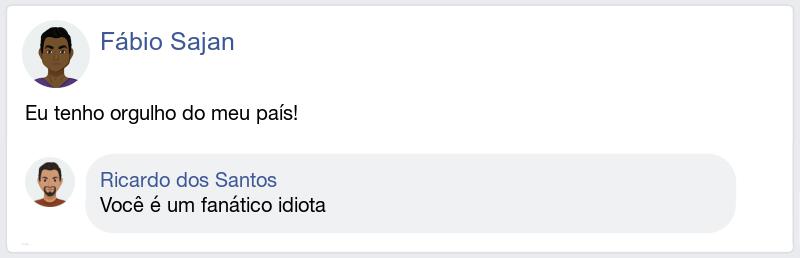 Fábio Sajan
Eu tenho orgulho do meu país!
Ricardo dos Santos
Você é um fanático idiota